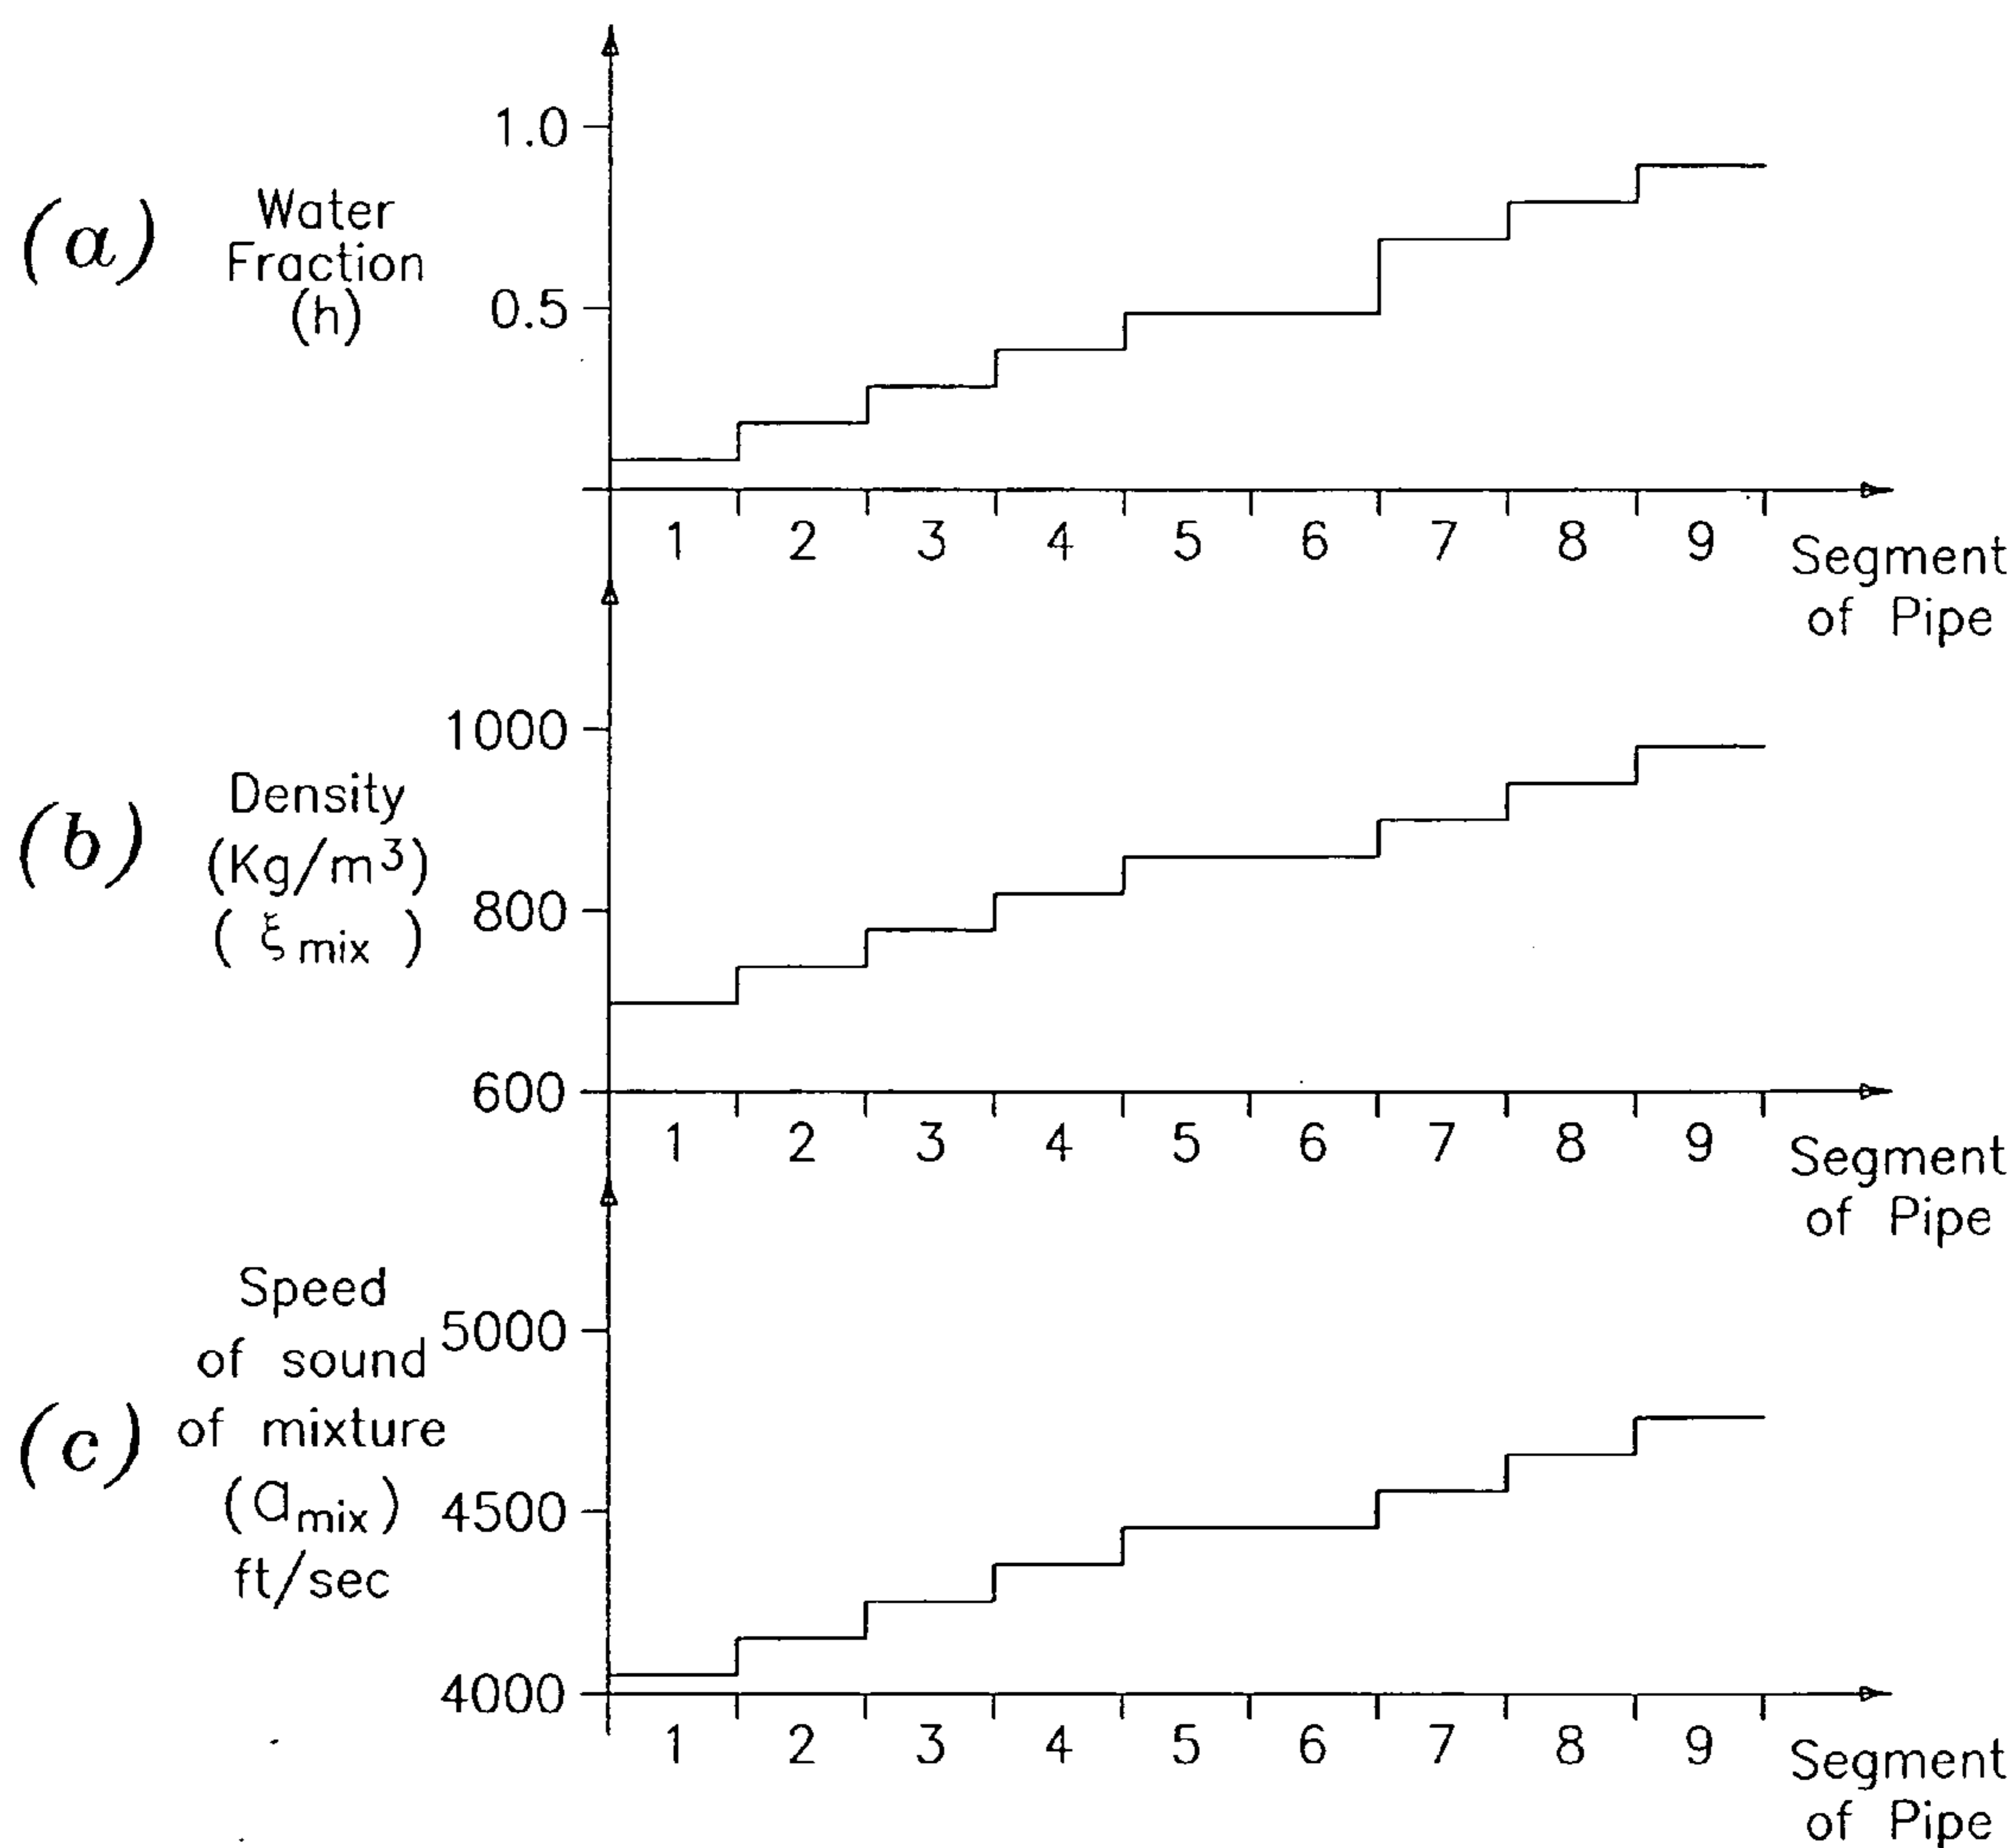 (a)
Water
Fraction
(h)
1.0
0.5
1 2 3 4 5 6 7 8 9
Segment
of Pipe
(b)
Density
(Kg/m³)
( ξmix )
1000
800
600
1 2 3 4 5 6 7 8 9
Segment
of Pipe
(c)
Speed
of sound
of mixture
(amix)
ft/sec
5000
4500
4000
1 2 3 4 5 6 7 8 9
Segment
of Pipe